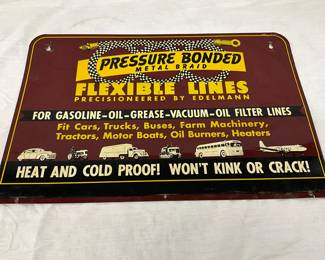 PRESSURE BONDED
METAL BRAID
FLEXIBLE LINES
PRECISIONEERED BY EDELMANN
FOR GASOLINE-OIL-GREASE-VACUUM-OIL FILTER LINES
Fit Cars, Trucks, Buses, Farm Machinery,
Tractors, Motor Boats, Oil Burners, Heaters
HEAT AND COLD PROOF! WON'T KINK OR CRACK!